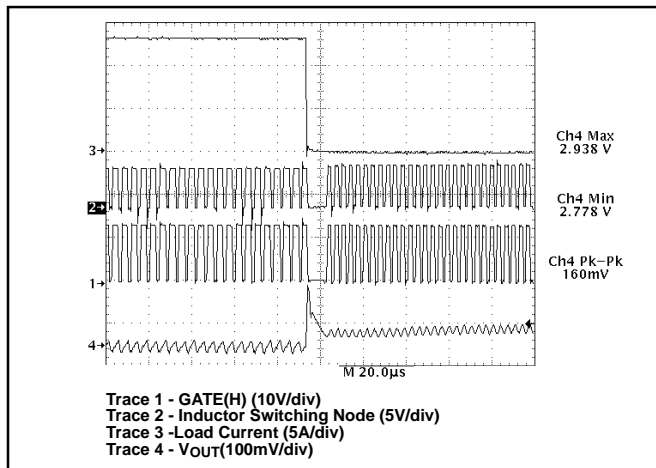 3→
Ch4 Max
2.938 V
2→
Ch4 Min
2.778 V
Ch4 Pk–Pk
160mV
1→
4→
M 20.0µs
Trace 1 - GATE(H) (10V/div)
Trace 2 - Inductor Switching Node (5V/div)
Trace 3 -Load Current (5A/div)
Trace 4 - VOUT(100mV/div)